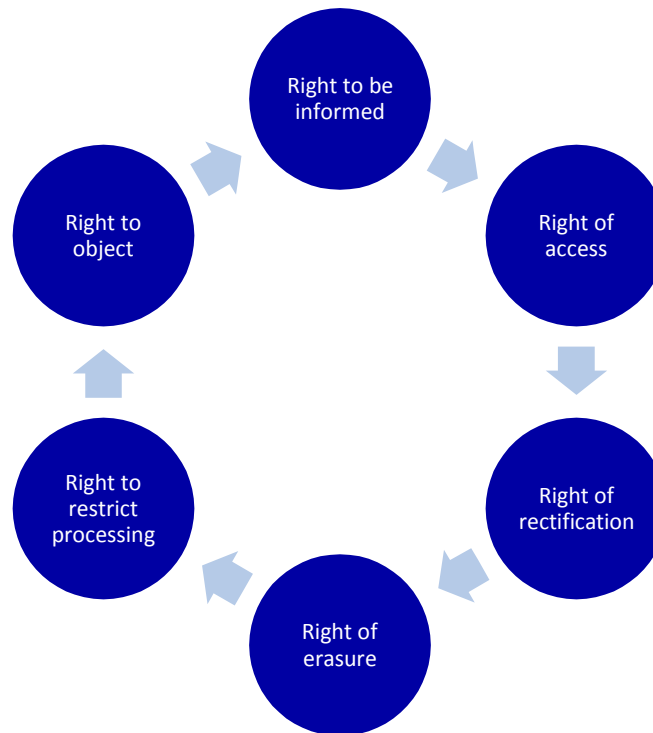 Right to be
informed
Right of
access
Right of
rectification
Right of
erasure
Right to
restrict
processing
Right to
object